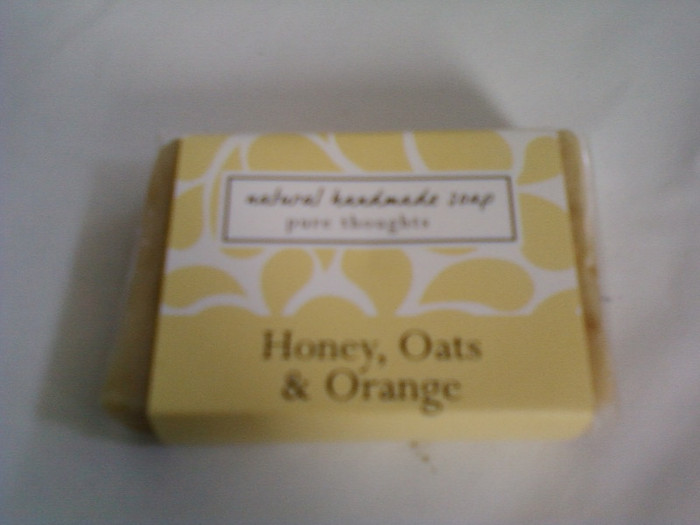 natural handmade soap
pure thoughts
Honey, Oats
& Orange